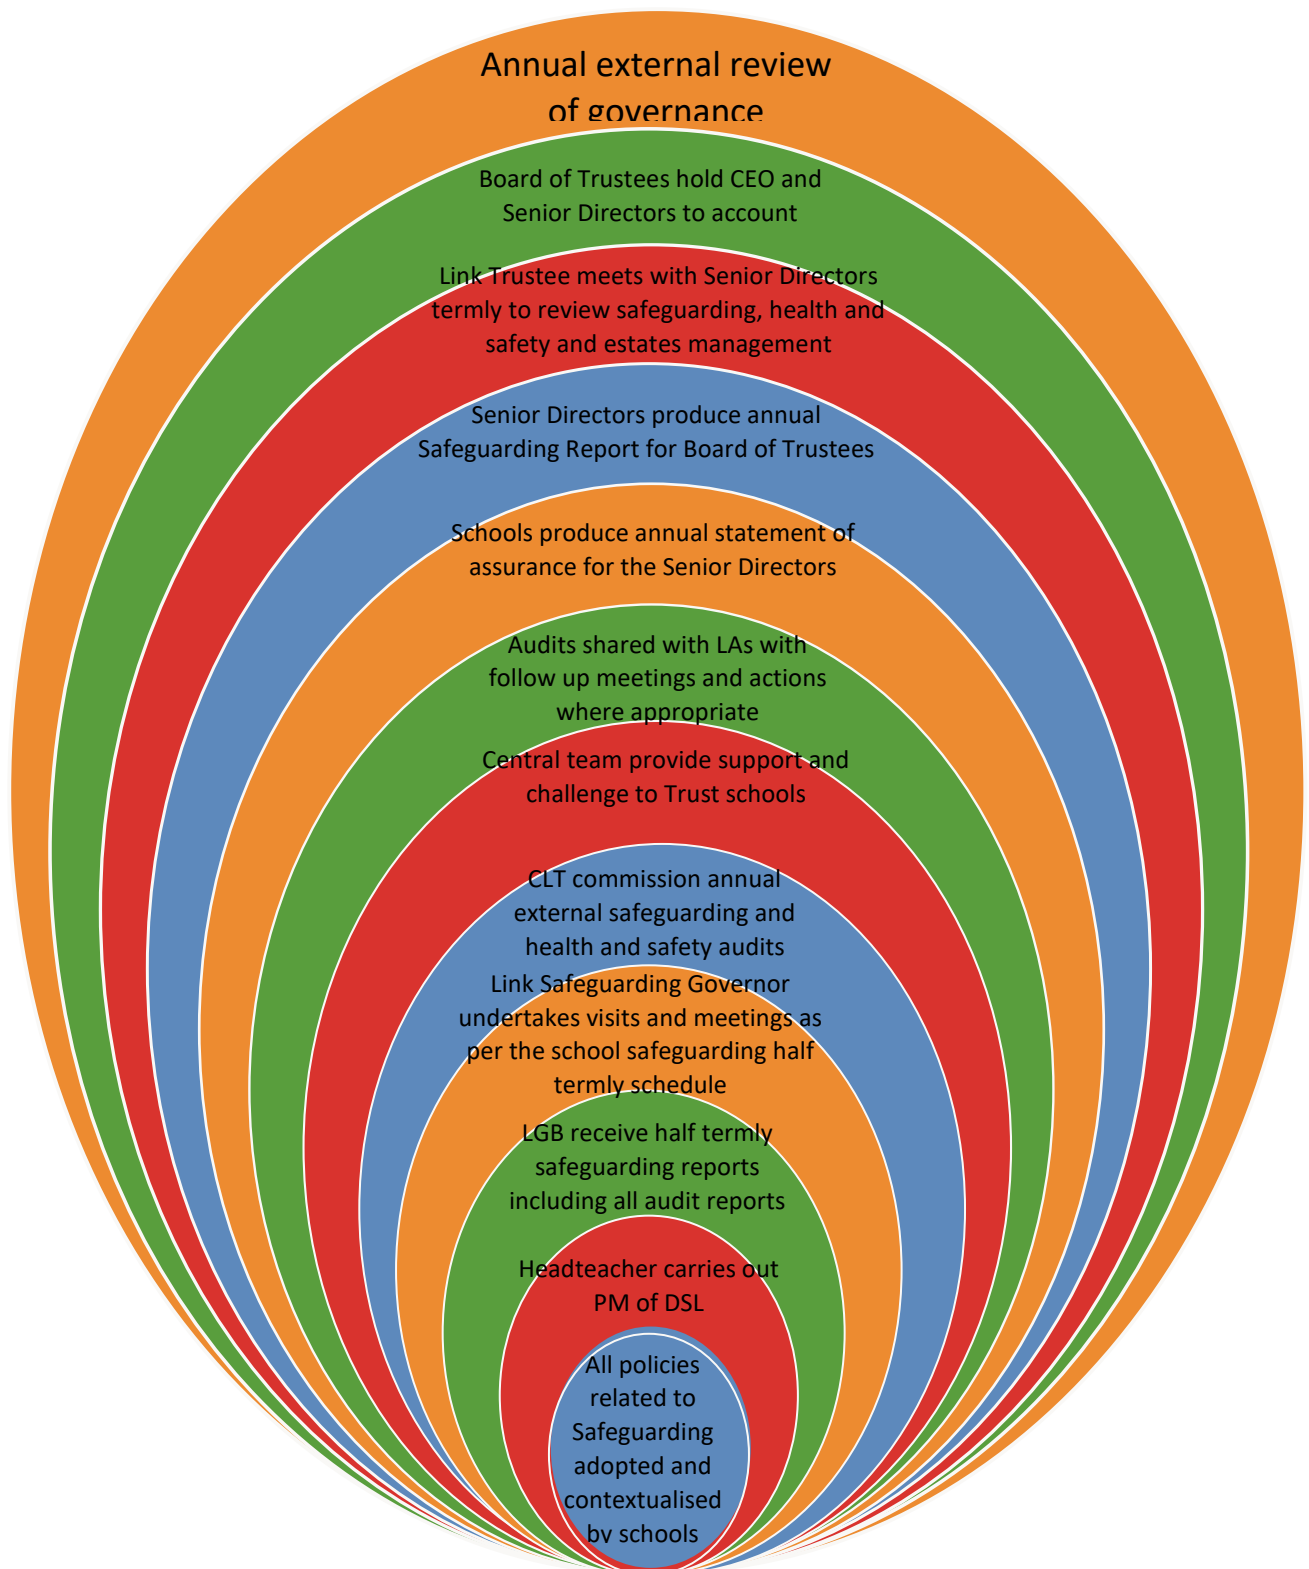 Annual external review
of governance
Board of Trustees hold CEO and
Senior Directors to account
Link Trustee meets with Senior Directors
termly to review safeguarding, health and
safety and estates management
Senior Directors produce annual
Safeguarding Report for Board of Trustees
Schools produce annual statement of
assurance for the Senior Directors
Audits shared with LAs with
follow up meetings and actions
where appropriate
Central team provide support and
challenge to Trust schools
CLT commission annual
external safeguarding and
health and safety audits
Link Safeguarding Governor
undertakes visits and meetings as
per the school safeguarding half
termly schedule
LGB receive half termly
safeguarding reports
including all audit reports
Headteacher carries out
PM of DSL
All policies
related to
Safeguarding
adopted and
contextualised
by schools